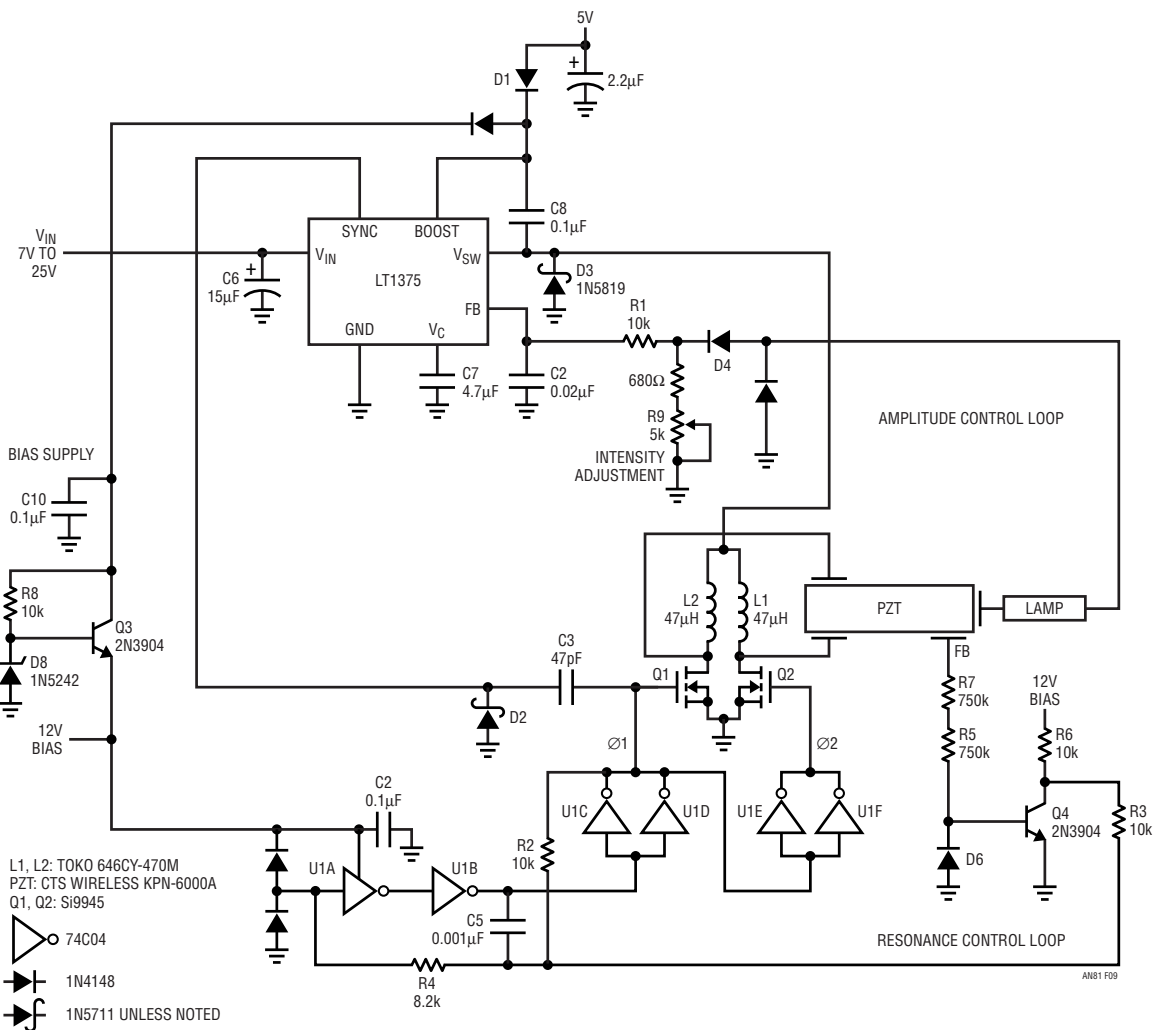 5V
D1
+
2.2µF
C8
0.1µF
SYNC
BOOST
VIN
7V TO
25V
VIN
VSW
LT1375
FB
GND
VC
C6
15µF
+
D3
1N5819
R1
10k
D4
C7
4.7µF
C2
0.02µF
680Ω
R9
5k
INTENSITY
ADJUSTMENT
AMPLITUDE CONTROL LOOP
BIAS SUPPLY
C10
0.1µF
R8
10k
Q3
2N3904
D8
1N5242
12V
BIAS
L2
47µH
L1
47µH
PZT
LAMP
FB
C3
47pF
Q1
Q2
D2
Ø1
Ø2
R7
750k
R5
750k
12V
BIAS
R6
10k
Q4
2N3904
R3
10k
D6
C2
0.1µF
R2
10k
U1C
U1D
U1E
U1F
U1A
U1B
C5
0.001µF
R4
8.2k
RESONANCE CONTROL LOOP
L1, L2: TOKO 646CY-470M
PZT: CTS WIRELESS KPN-6000A
Q1, Q2: Si9945
74C04
1N4148
1N5711 UNLESS NOTED
AN81 F09